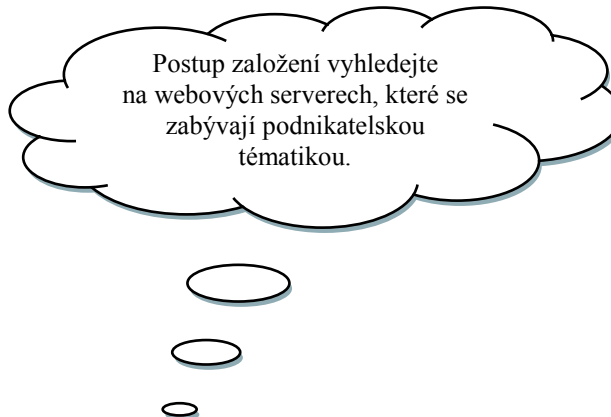 Postup založení vyhledejte
na webových serverech, které se
zabývají podnikatelskou
tématikou.